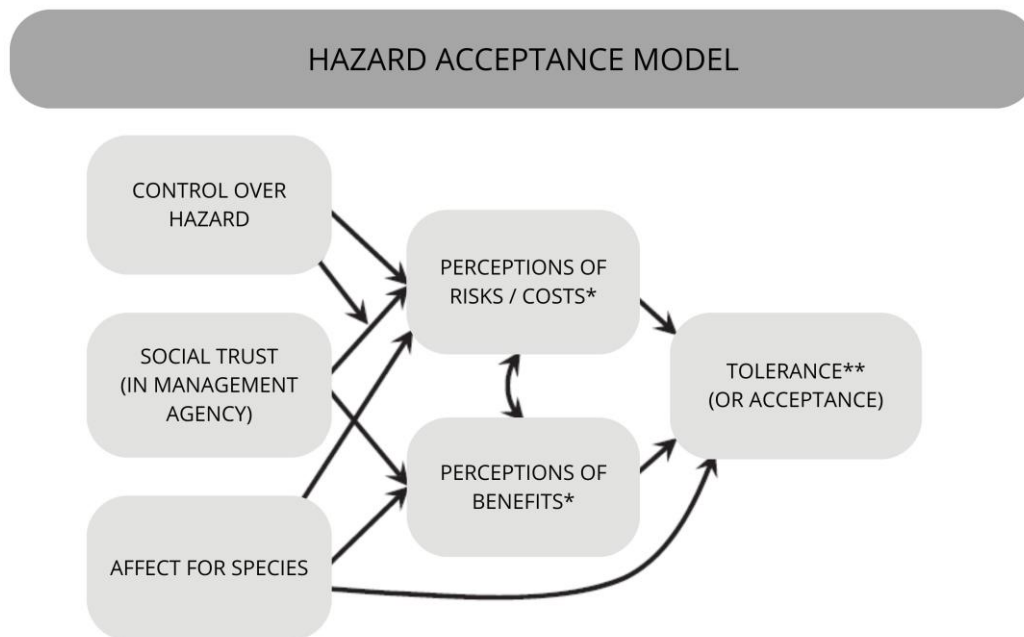 HAZARD ACCEPTANCE MODEL
CONTROL OVER
HAZARD
PERCEPTIONS OF
RISKS / COSTS*
SOCIAL TRUST
(IN MANAGEMENT
AGENCY)
TOLERANCE**
(OR ACCEPTANCE)
PERCEPTIONS OF
BENEFITS*
AFFECT FOR SPECIES